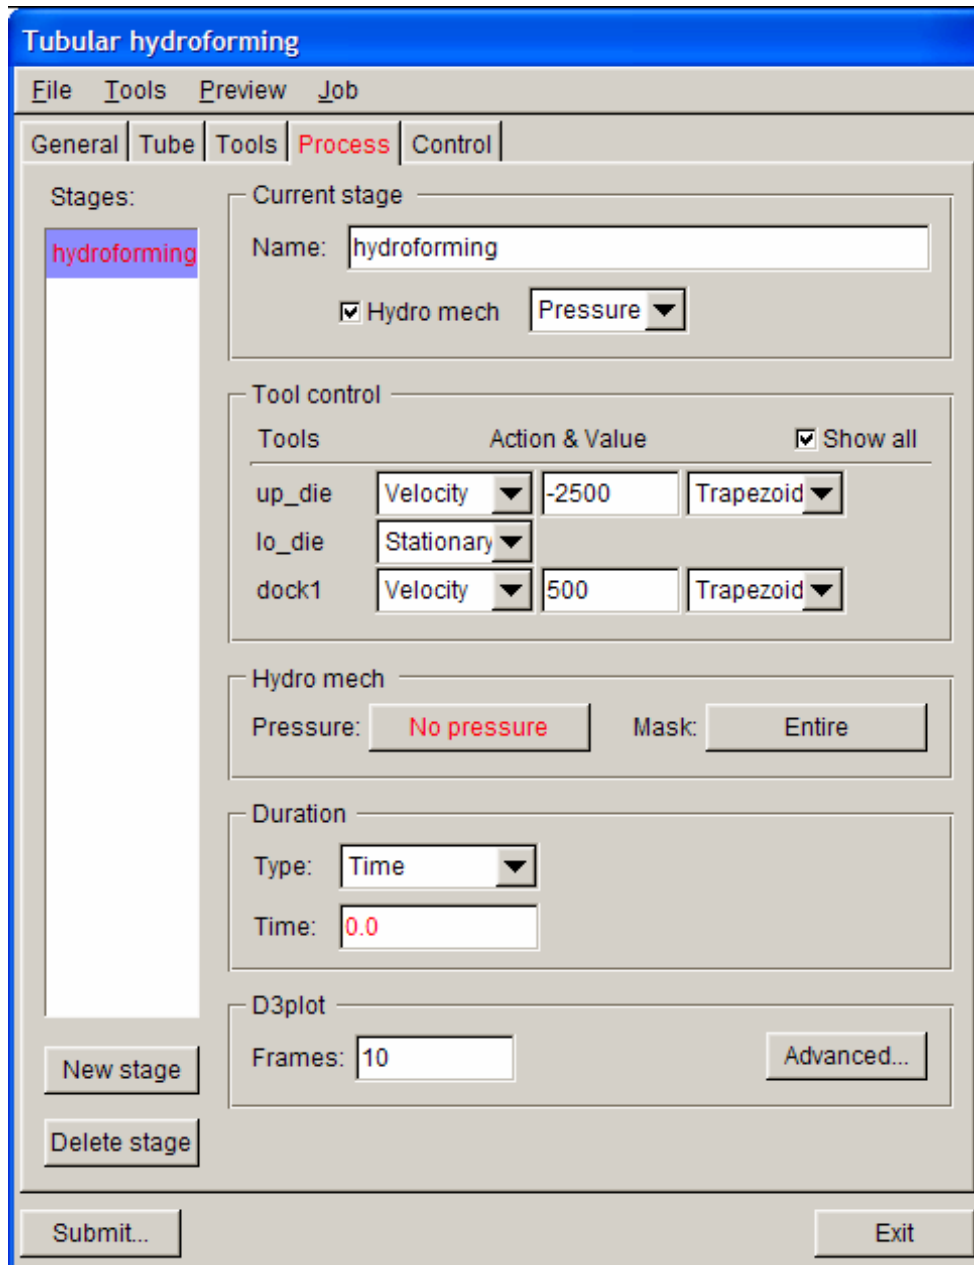 Tubular hydroforming
File Tools Preview Job
General Tube Tools Process Control
Stages:
hydroforming
New stage
Delete stage
Current stage
Name: hydroforming
Hydro mech Pressure
Tool control
Tools Action & Value Show all
up_die Velocity -2500 Trapezoid
lo_die Stationary
dock1 Velocity 500 Trapezoid
Hydro mech
Pressure: No pressure Mask: Entire
Duration
Type: Time
Time: 0.0
D3plot
Frames: 10 Advanced...
Submit... Exit